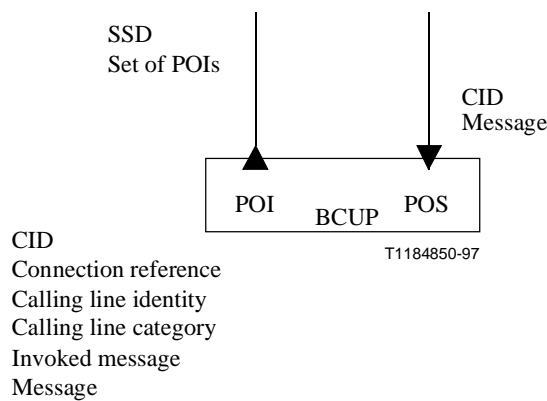 SSD
Set of POIs
CID
Message
POI
BCUP
POS
T1184850-97
CID
Connection reference
Calling line identity
Calling line category
Invoked message
Message